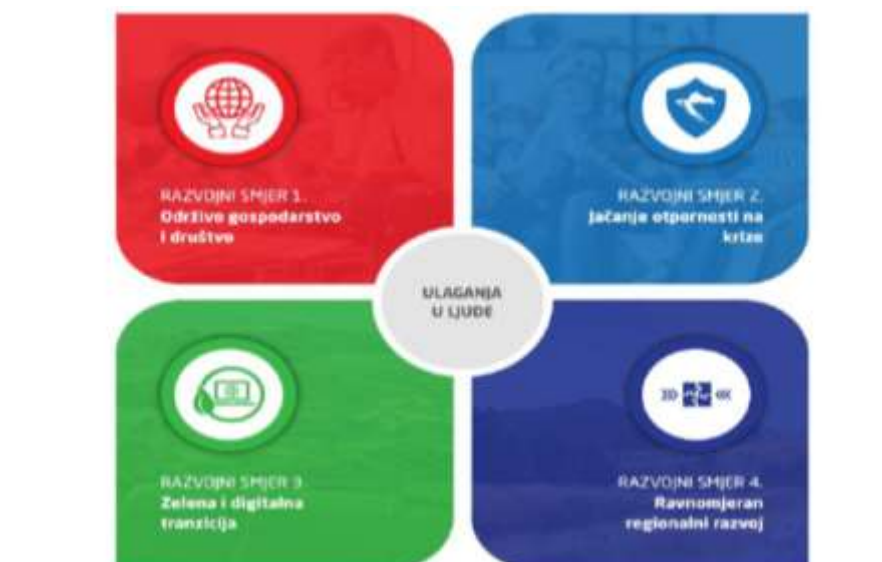 RAZVOJNI SMJER 1.
Održivo gospodarstvo
i društvo
RAZVOJNI SMJER 2.
Jačanje otpornosti na
krize
ULAGANJA
U LJUDE
RAZVOJNI SMJER 3
Zelena i digitalna
tranzicija
RAZVOJNI SMJER 4.
Ravnomjeran
regionalni razvoj